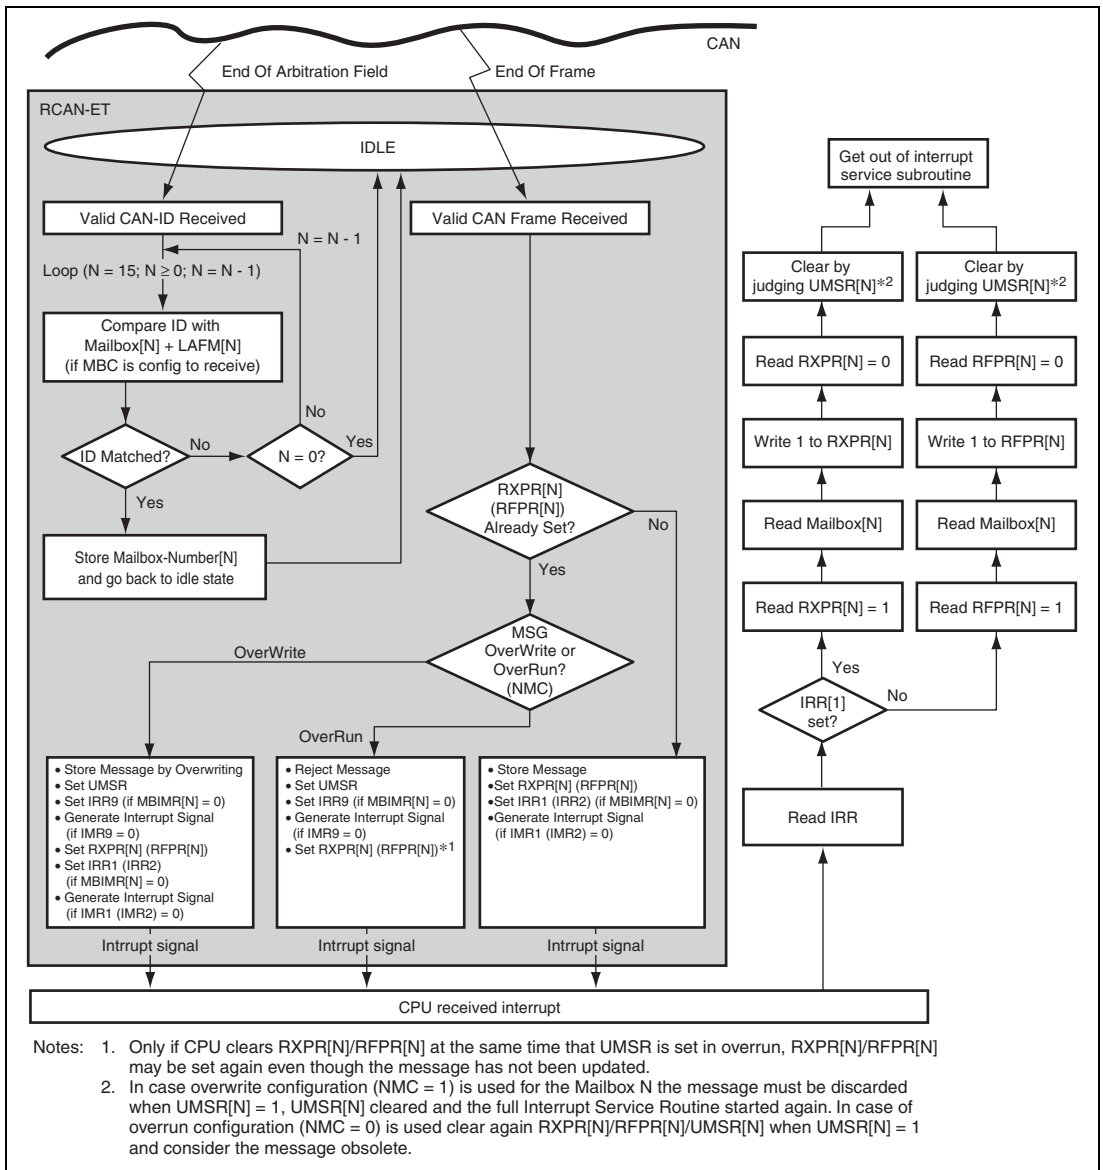 CAN
End Of Arbitration Field
End Of Frame
RCAN-ET
IDLE
Valid CAN-ID Received
Valid CAN Frame Received
N = N - 1
Loop (N = 15; N ≥ 0; N = N - 1)
Compare ID with
Mailbox[N] + LAFM[N]
(if MBC is config to receive)
ID Matched?
No
N = 0?
No
Yes
Yes
Store Mailbox-Number[N]
and go back to idle state
RXPR[N]
(RFPR[N])
Already Set?
No
Yes
MSG
OverWrite or
OverRun?
(NMC)
OverWrite
OverRun
• Store Message by Overwriting
• Set UMSR
• Set IRR9 (if MBIMR[N] = 0)
• Generate Interrupt Signal
(if IMR9 = 0)
• Set RXPR[N] (RFPR[N])
• Set IRR1 (IRR2)
(if MBIMR[N] = 0)
• Generate Interrupt Signal
(if IMR1 (IMR2) = 0)
• Reject Message
• Set UMSR
• Set IRR9 (if MBIMR[N] = 0)
• Generate Interrupt Signal
(if IMR9 = 0)
• Set RXPR[N] (RFPR[N])*1
• Store Message
•Set RXPR[N] (RFPR[N])
•Set IRR1 (IRR2) (if MBIMR[N] = 0)
•Generate Interrupt Signal
(if IMR1 (IMR2) = 0)
Intrrupt signal
Intrrupt signal
Intrrupt signal
CPU received interrupt
Get out of interrupt
service subroutine
Clear by
judging UMSR[N]*2
Clear by
judging UMSR[N]*2
Read RXPR[N] = 0
Read RFPR[N] = 0
Write 1 to RXPR[N]
Write 1 to RFPR[N]
Read Mailbox[N]
Read Mailbox[N]
Read RXPR[N] = 1
Read RFPR[N] = 1
Yes
IRR[1]
set?
No
Read IRR
Notes: 1. Only if CPU clears RXPR[N]/RFPR[N] at the same time that UMSR is set in overrun, RXPR[N]/RFPR[N]
may be set again even though the message has not been updated.
2. In case overwrite configuration (NMC = 1) is used for the Mailbox N the message must be discarded
when UMSR[N] = 1, UMSR[N] cleared and the full Interrupt Service Routine started again. In case of
overrun configuration (NMC = 0) is used clear again RXPR[N]/RFPR[N]/UMSR[N] when UMSR[N] = 1
and consider the message obsolete.